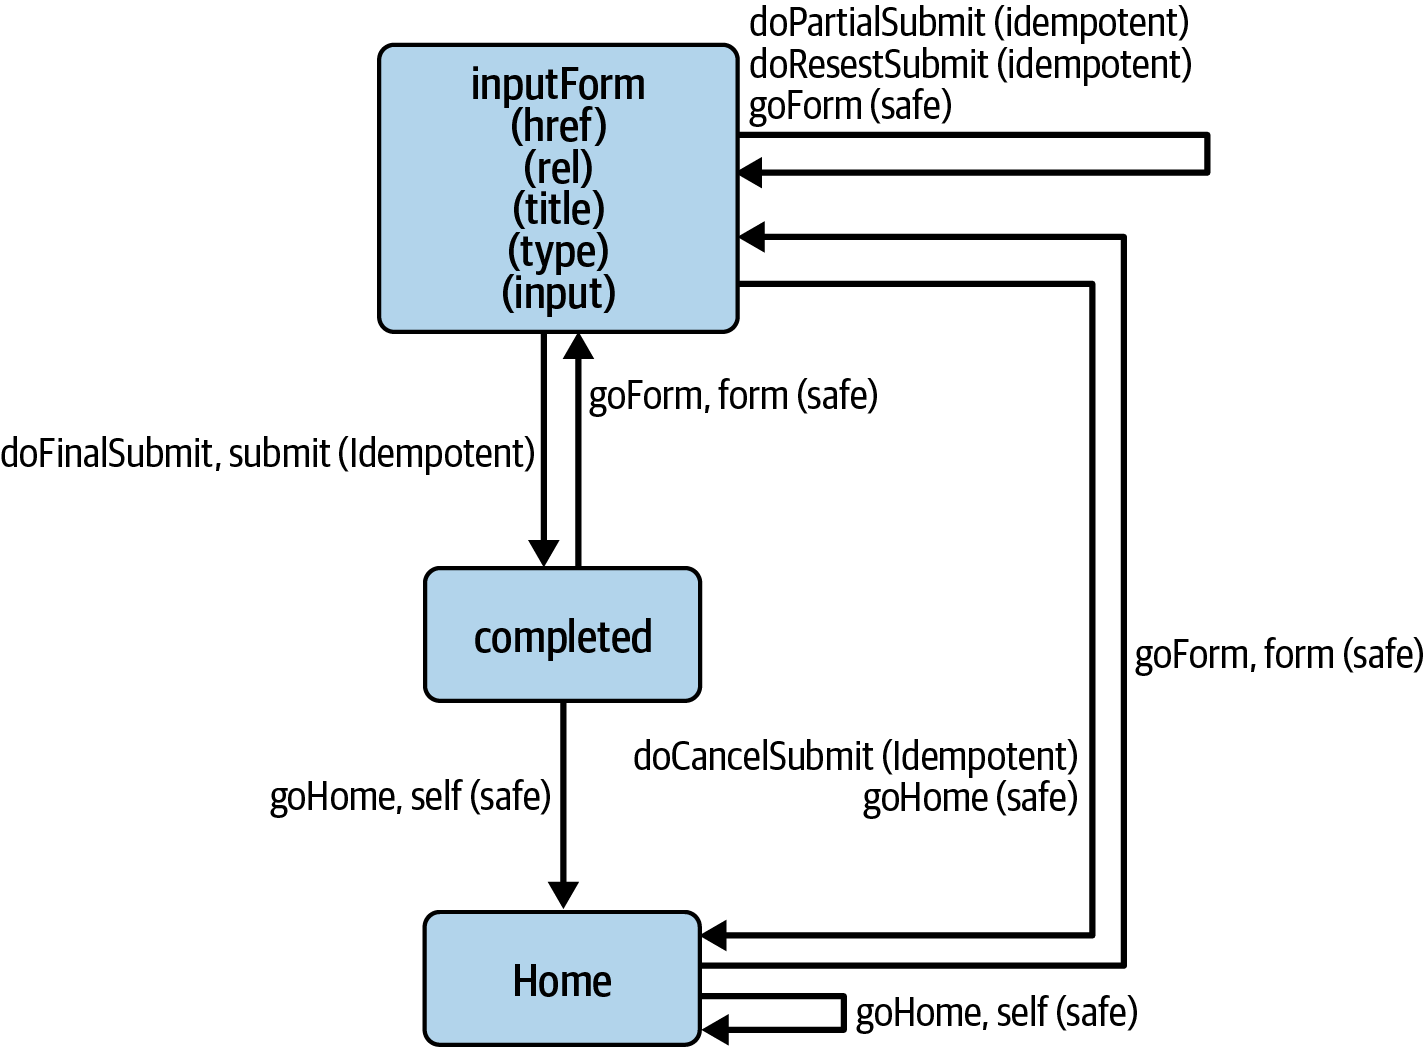 doPartialSubmit (idempotent)
doResestSubmit (idempotent)
goForm (safe)
inputForm
(href)
(rel)
(title)
(type)
(input)
goForm, form (safe)
doFinalSubmit, submit (Idempotent)
completed
goForm, form (safe)
doCancelSubmit (Idempotent)
goHome (safe)
goHome, self (safe)
Home
goHome, self (safe)